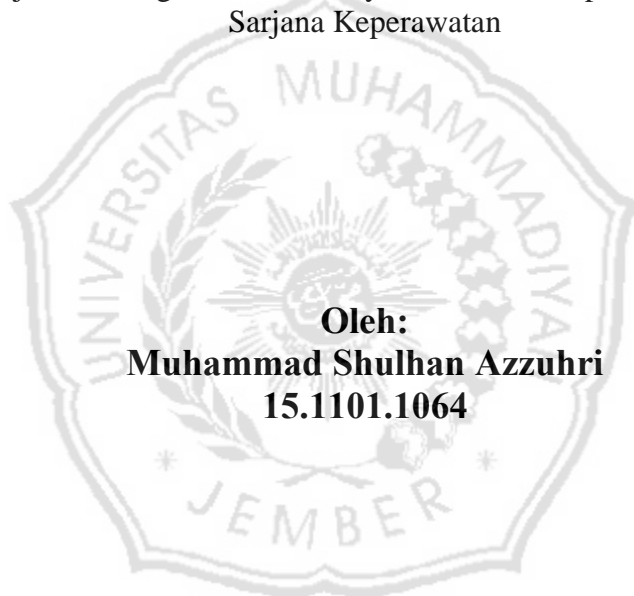 Sarjana Keperawatan
UNIVERSITAS MUHAMMADIYAH
Oleh:
Muhammad Shulhan Azzuhri
15.1101.1064
* JEMBER *